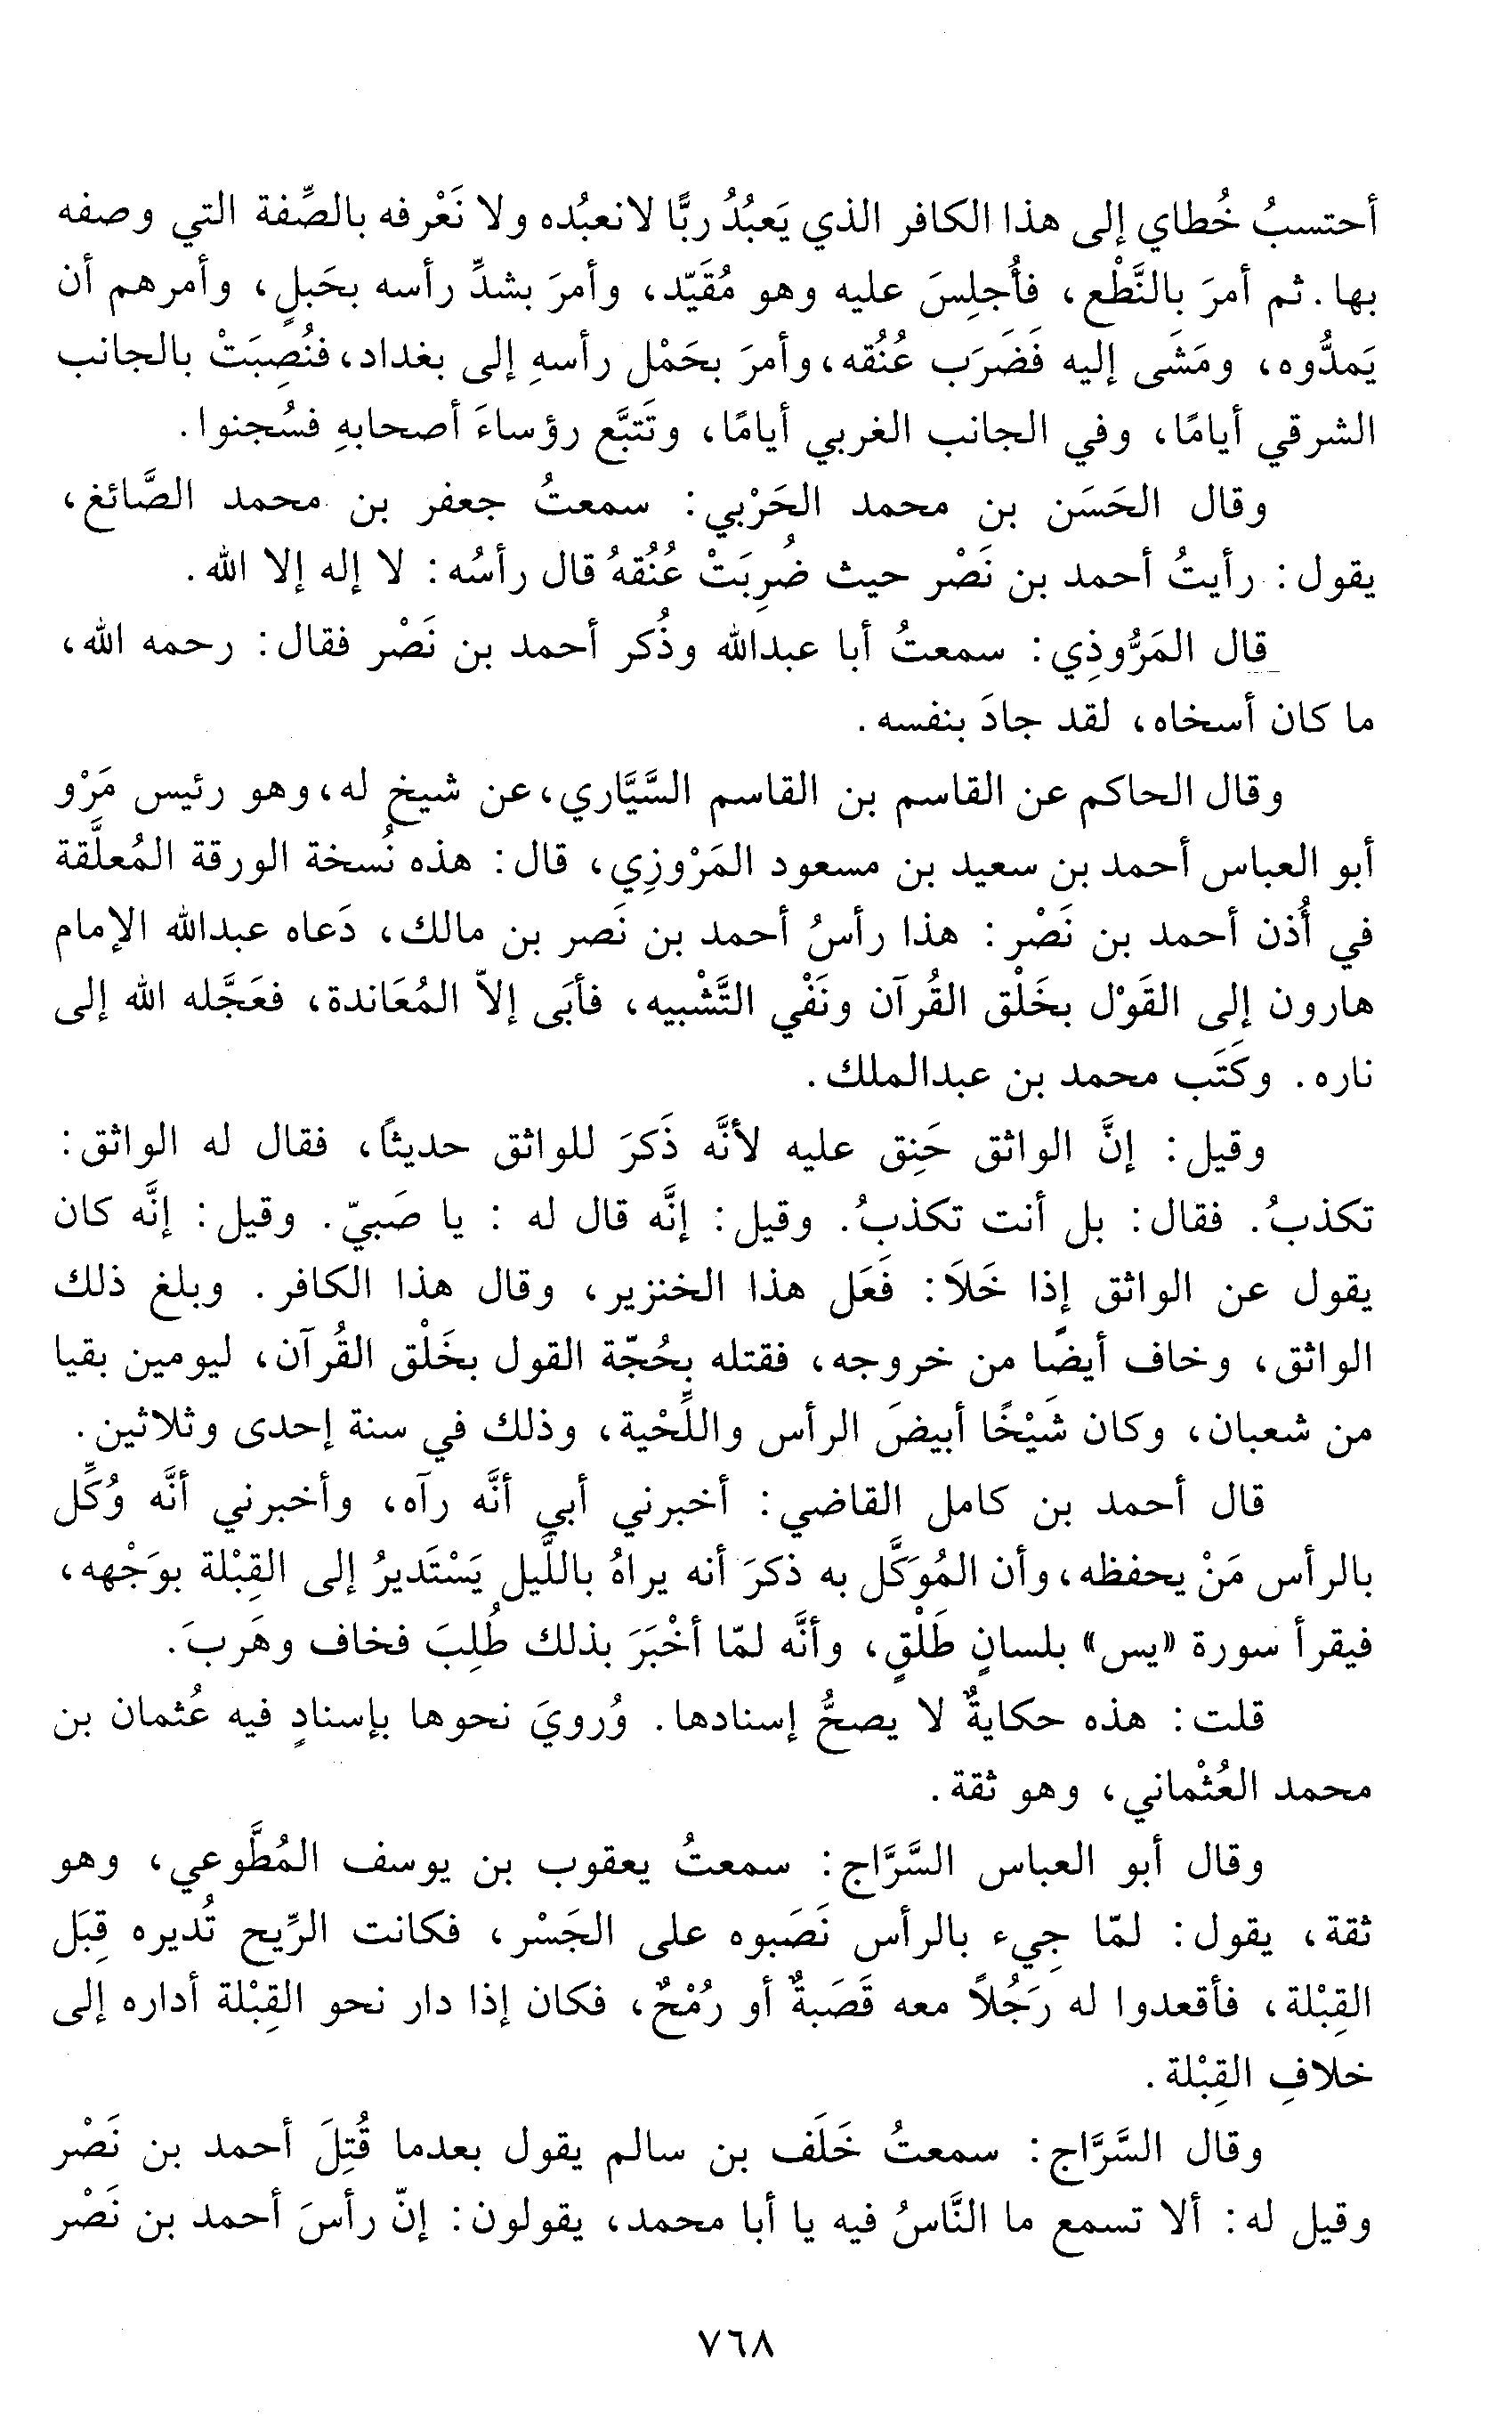 أحتسبُ خُطاي إلى هذا الكافر الذي يَعبُدُ ربًّا لانعبُده ولا نَعْرفه بالصِّفة التي وصفه
بها. ثم أمرَ بالنَّطْع، فأُجلِسَ عليه وهو مُقَيّد، وأمرَ بشدِّ رأسه بحَبلٍ، وأمرهم أن
يَمدُّوه، ومَشَى إليه فَضَرَب عُنُقه، وأمرَ بحَمْل رأسهِ إلى بغداد، فنُصِبَتْ بالجانب
الشرقي أيامًا، وفي الجانب الغربي أيامًا، وتَتبَّع رؤساءَ أصحابهِ فسُجنوا.
وقال الحَسَن بن محمد الحَرْبي: سمعتُ جعفر بن محمد الصَّائغ،
يقول: رأيتُ أحمد بن نَصْر حيث ضُرِبَتْ عُنُقهُ قال رأسُه: لا إله إلا الله.
قال المَرُّوذِي: سمعتُ أبا عبدالله وذُكر أحمد بن نَصْر فقال: رحمه الله،
ما كان أسخاه، لقد جادَ بنفسه.
وقال الحاكم عن القاسم بن القاسم السَّيَّاري، عن شيخ له، وهو رئيس مَرْو
أبو العباس أحمد بن سعيد بن مسعود المَرْوزِي، قال: هذه نُسخة الورقة المُعلَّقة
في أُذن أحمد بن نَصْر: هذا رأسُ أحمد بن نَصر بن مالك، دَعاه عبدالله الإمام
هارون إلى القَوْل بخَلْق القُرآن ونَفْي التَّشْبيه، فأبَى إلاّ المُعَاندة، فعَجَّله الله إلى
ناره. وكَتَب محمد بن عبدالملك.
وقيل: إنَّ الواثق حَنِق عليه لأنَّه ذَكرَ للواثق حديثًا، فقال له الواثق:
تكذبُ. فقال: بل أنت تكذبُ. وقيل: إنَّه قال له: يا صَبيّ. وقيل: إنَّه كان
يقول عن الواثق إذا خَلاَ: فَعَل هذا الخنزير، وقال هذا الكافر. وبلغ ذلك
الواثق، وخاف أيضًا من خروجه، فقتله بحُجّة القول بخَلْق القُرآن، ليومين بقيا
من شعبان، وكان شَيْخًا أبيضَ الرأس واللِّحْية، وذلك في سنة إحدى وثلاثين.
قال أحمد بن كامل القاضي: أخبرني أبي أنَّه رآه، وأخبرني أنَّه وُكِّل
بالرأس مَنْ يحفظه، وأن المُوَكَّل به ذكرَ أنه يراهُ باللَّيل يَسْتَديرُ إلى القِبْلة بوَجْهه،
فيقرأ سورة «يس» بلسانٍ طَلْقٍ، وأنَّه لمّا أخْبَرَ بذلك طُلِبَ فخاف وهَربَ.
قلت: هذه حكايةٌ لا يصحُّ إسنادها. وُرويَ نحوها بإسنادٍ فيه عُثمان بن
محمد العُثْماني، وهو ثقة.
وقال أبو العباس السَّرَّاج: سمعتُ يعقوب بن يوسف المُطَّوعي، وهو
ثقة، يقول: لمّا جِيء بالرأس نَصَبوه على الجَسْر، فكانت الرِّيح تُديره قِبَل
القِبْلة، فأقعدوا له رَجُلاً معه قَصَبةٌ أو رُمْحٌ، فكان إذا دار نحو القِبْلة أداره إلى
خلافِ القِبْلة.
وقال السَّرَّاج: سمعتُ خَلَف بن سالم يقول بعدما قُتِلَ أحمد بن نَصْر
وقيل له: ألا تسمع ما النَّاسُ فيه يا أبا محمد، يقولون: إنّ رأسَ أحمد بن نَصْر
٧٦٨